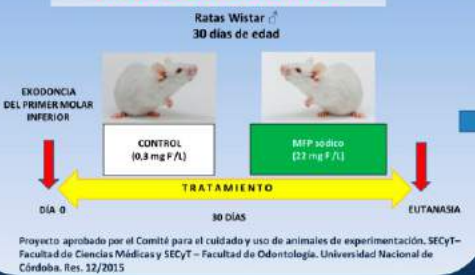 Ratas Wistar ♂
30 días de edad
EXODONCIA
DEL PRIMER MOLAR
INFERIOR
CONTROL
(0,3 mg F/L)
MFP sódico
(22 mg F/L)
TRATAMIENTO
DÍA 0
30 DÍAS
EUTANASIA
Proyecto aprobado por el Comité para el cuidado y uso de animales de experimentación. SECyT–
Facultad de Ciencias Médicas y SECyT – Facultad de Odontología. Universidad Nacional de
Córdoba. Res. 12/2015